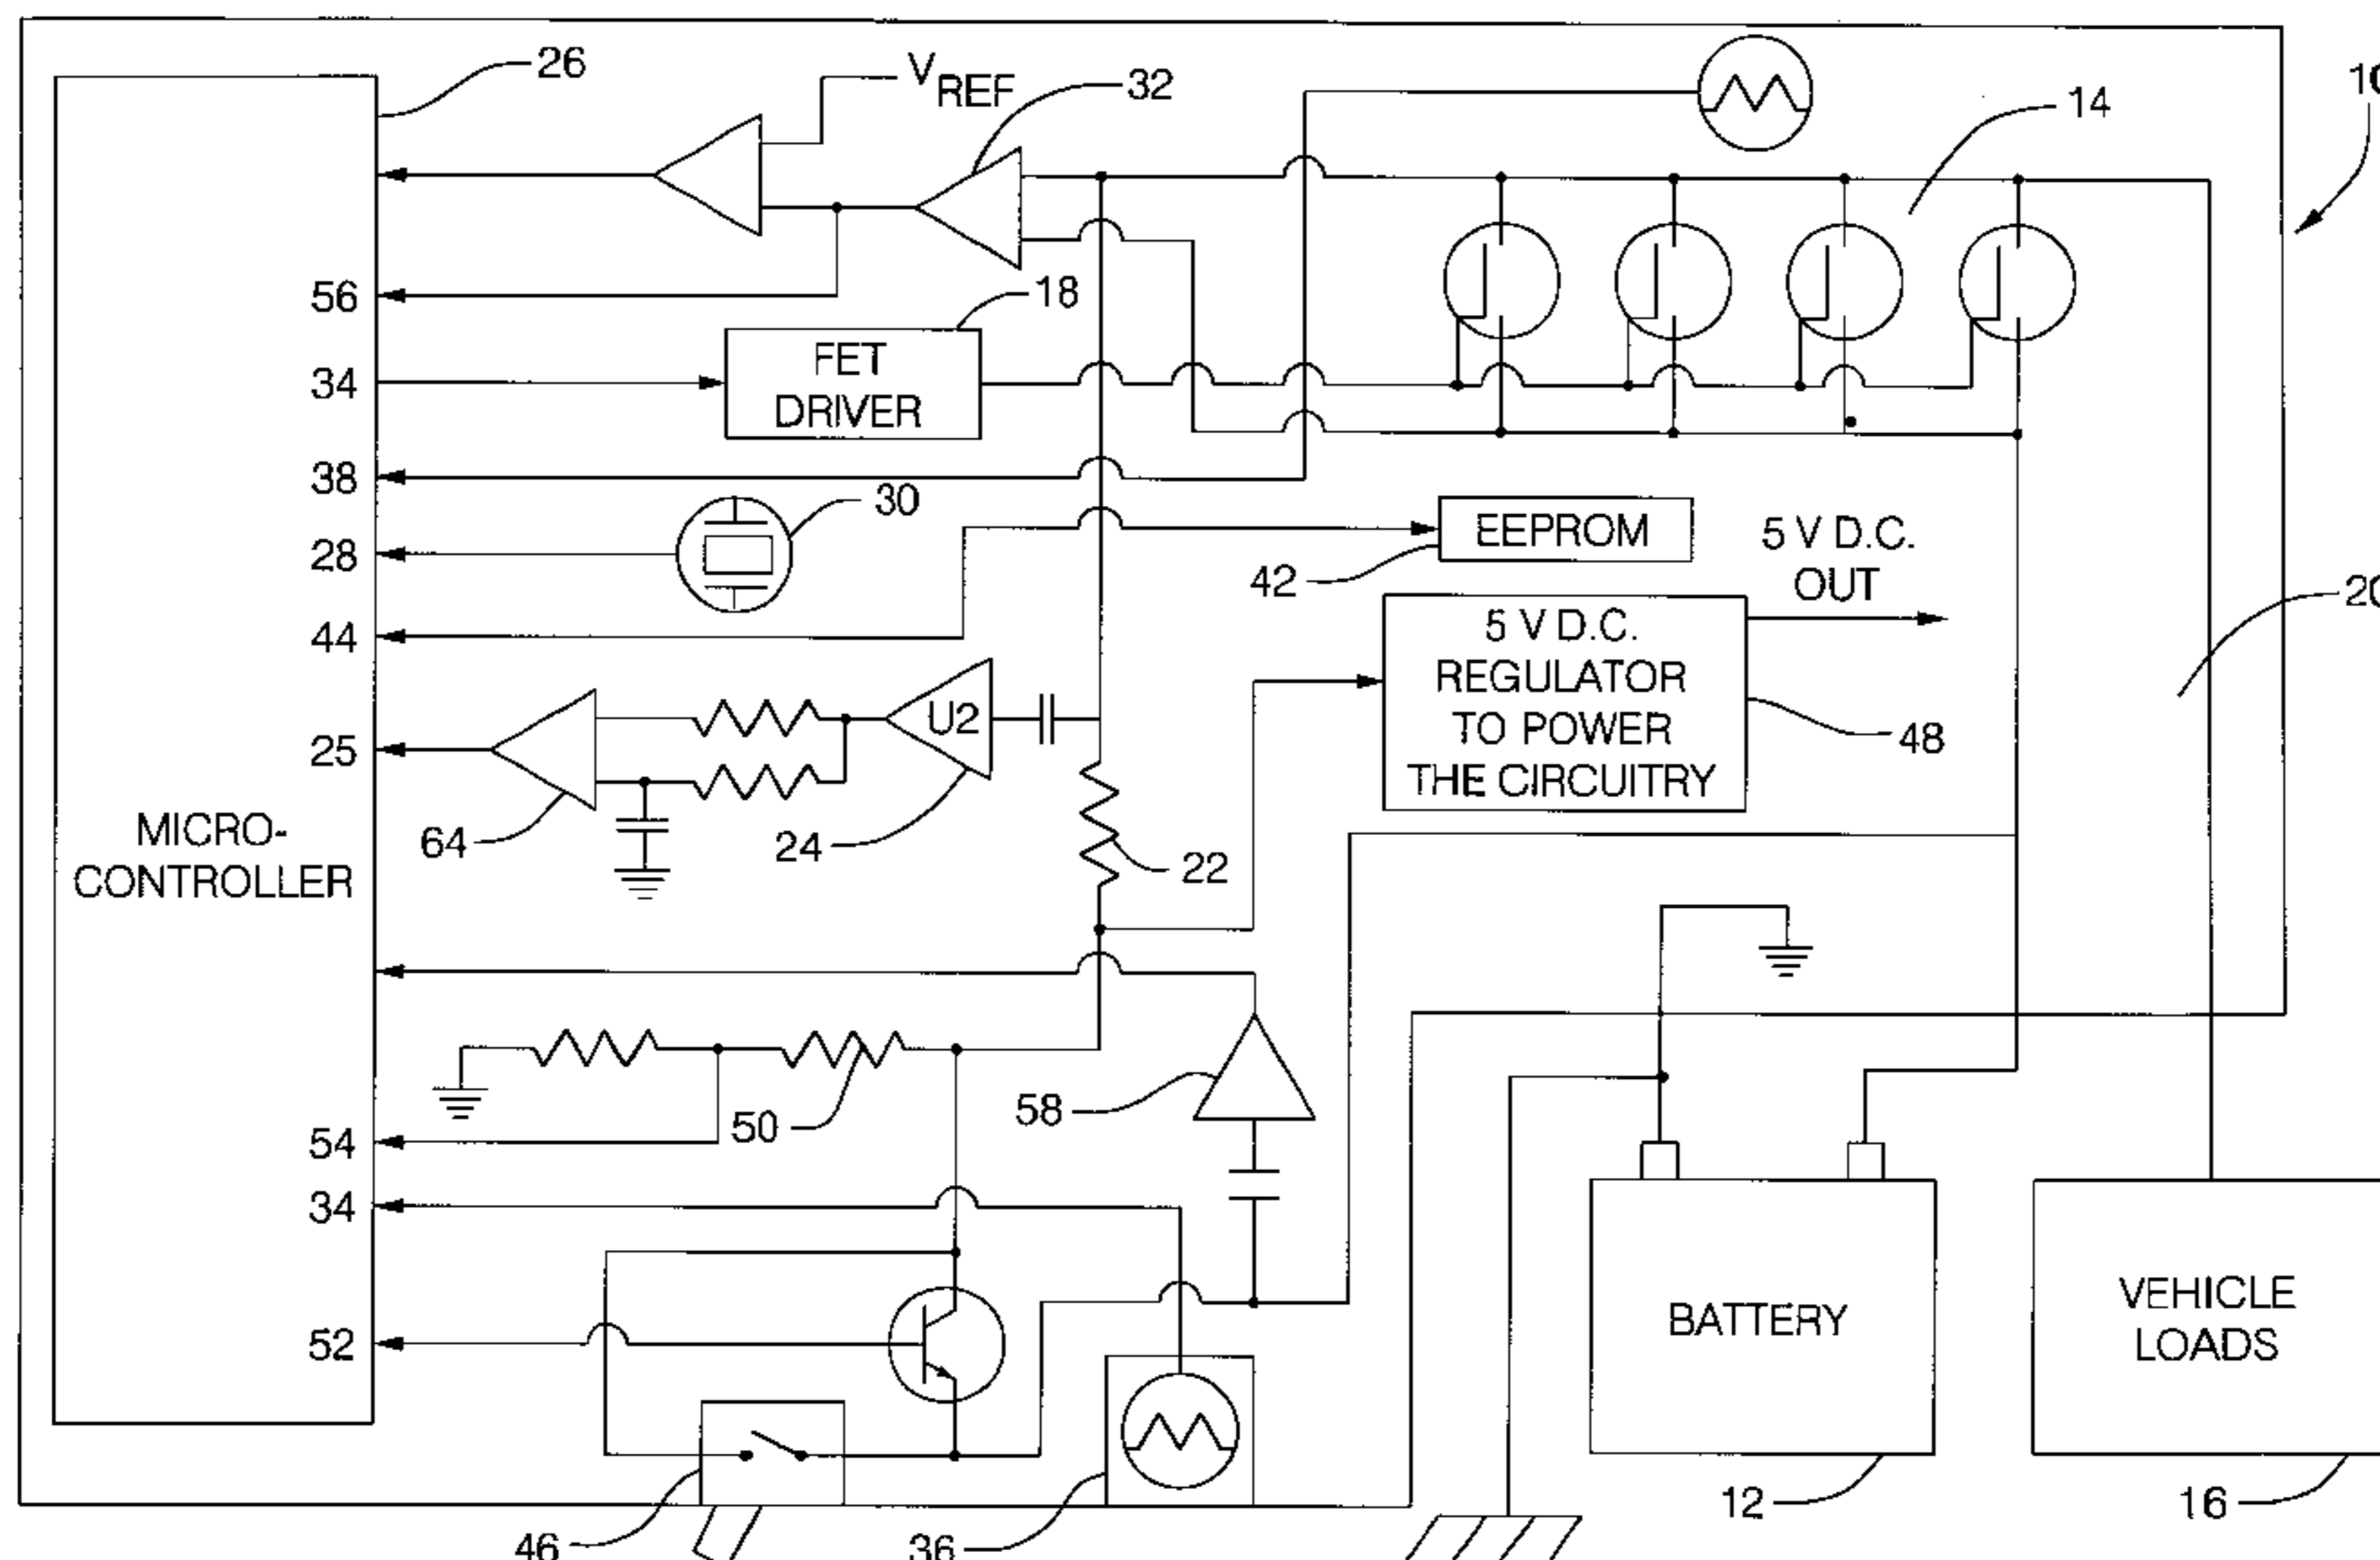 26
V REF
32
14
10
56
18
FET
DRIVER
34
38
30
28
EEPROM
42
5 V D.C.
OUT
20
44
5 V D.C.
REGULATOR
TO POWER
THE CIRCUITRY
48
U2
25
64
24
22
MICRO-
CONTROLLER
50
58
54
34
52
BATTERY
VEHICLE
LOADS
46
36
12
16